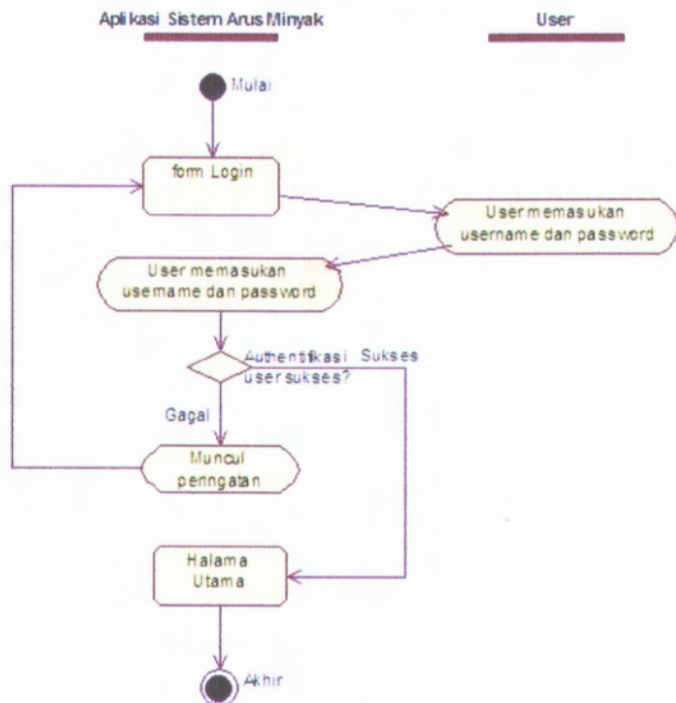 Aplikasi Sistem Arus Minyak
User
Mulai
form Login
User memasukan
username dan password
User memasukan
username dan password
Authentifikasi Sukses
user sukses?
Gagal
Muncul
peringatan
Halama
Utama
Akhir